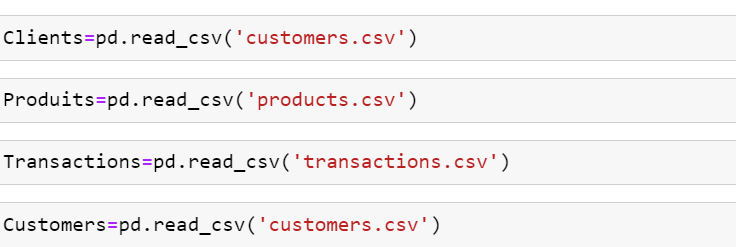 Clients=pd.read_csv('customers.csv')
Produits=pd.read_csv('products.csv')
Transactions=pd.read_csv('transactions.csv')
Customers=pd.read_csv('customers.csv')